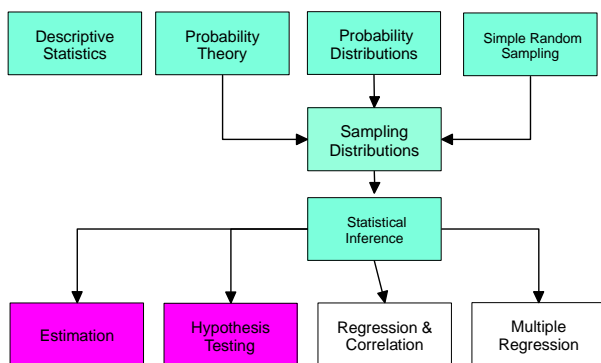 Descriptive
Statistics
Probability
Theory
Probability
Distributions
Simple Random
Sampling
Sampling
Distributions
Statistical
Inference
Estimation
Hypothesis
Testing
Regression &
Correlation
Multiple
Regression